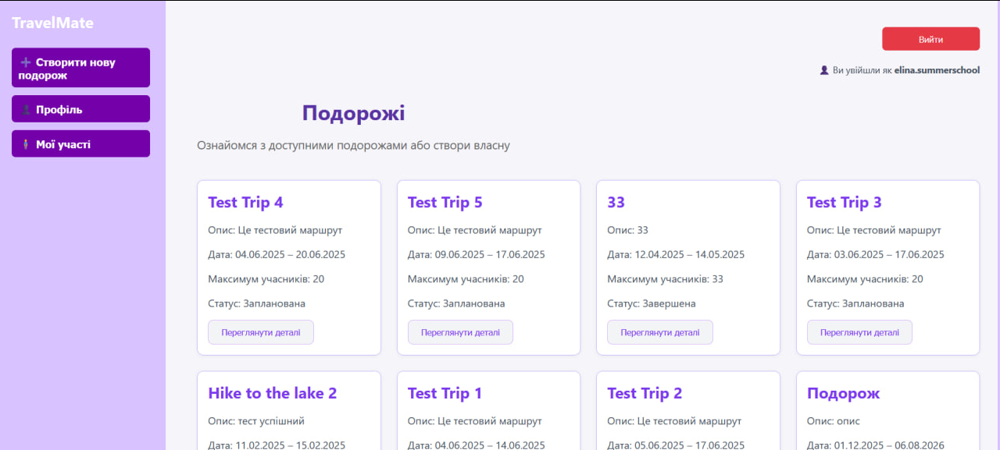 TravelMate
Створити нову
подорож
Профіль
Мої участі
Вийти
Ви увійшли як elina.summerschool
Подорожі
Ознайомся з доступними подорожами або створи власну
Test Trip 4
Опис: Це тестовий маршрут
Дата: 04.06.2025 – 20.06.2025
Максимум учасників: 20
Статус: Запланована
Переглянути деталі
Test Trip 5
Опис: Це тестовий маршрут
Дата: 09.06.2025 – 17.06.2025
Максимум учасників: 20
Статус: Запланована
Переглянути деталі
33
Опис: 33
Дата: 12.04.2025 – 14.05.2025
Максимум учасників: 33
Статус: Завершена
Переглянути деталі
Test Trip 3
Опис: Це тестовий маршрут
Дата: 03.06.2025 – 17.06.2025
Максимум учасників: 20
Статус: Запланована
Переглянути деталі
Hike to the lake 2
Опис: тест успішний
Дата: 11.02.2025 – 15.02.2025
Test Trip 1
Опис: Це тестовий маршрут
Дата: 04.06.2025 – 14.06.2025
Test Trip 2
Опис: Це тестовий маршрут
Дата: 05.06.2025 – 17.06.2025
Подорож
Опис: опис
Дата: 01.12.2025 – 06.08.2026